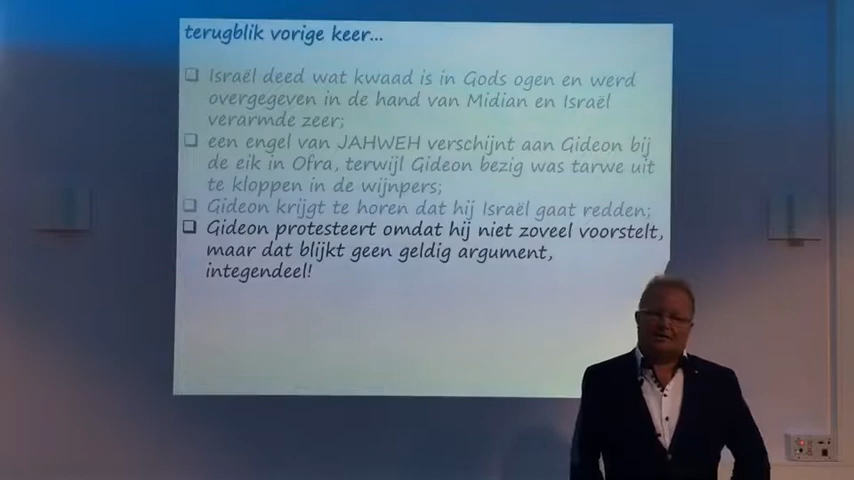 terugblik vorige keer...
❑ Israël deed wat kwaad is in Gods ogen en werd
overgegeven in de hand van Midian en Israël
verarmde zeer;
❑ een engel van JAHWEH verschijnt aan Gideon bij
de eik in Ofra, terwijl Gideon bezig was tarwe uit
te kloppen in de wijnpers;
❑ Gideon krijgt te horen dat hij Israël gaat redden;
❑ Gideon protesteert omdat hij niet zoveel voorstelt,
maar dat blijkt geen geldig argument,
integendeel!